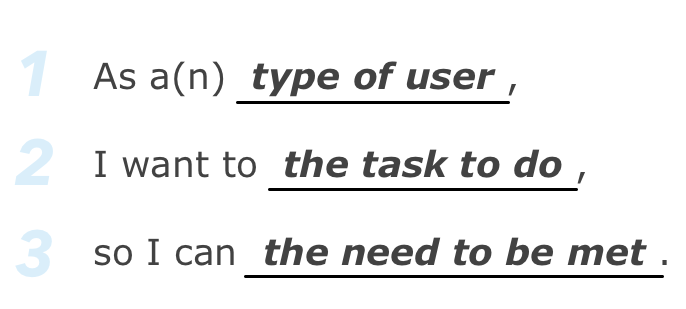 1 As a(n) type of user,
2 I want to the task to do,
3 so I can the need to be met.